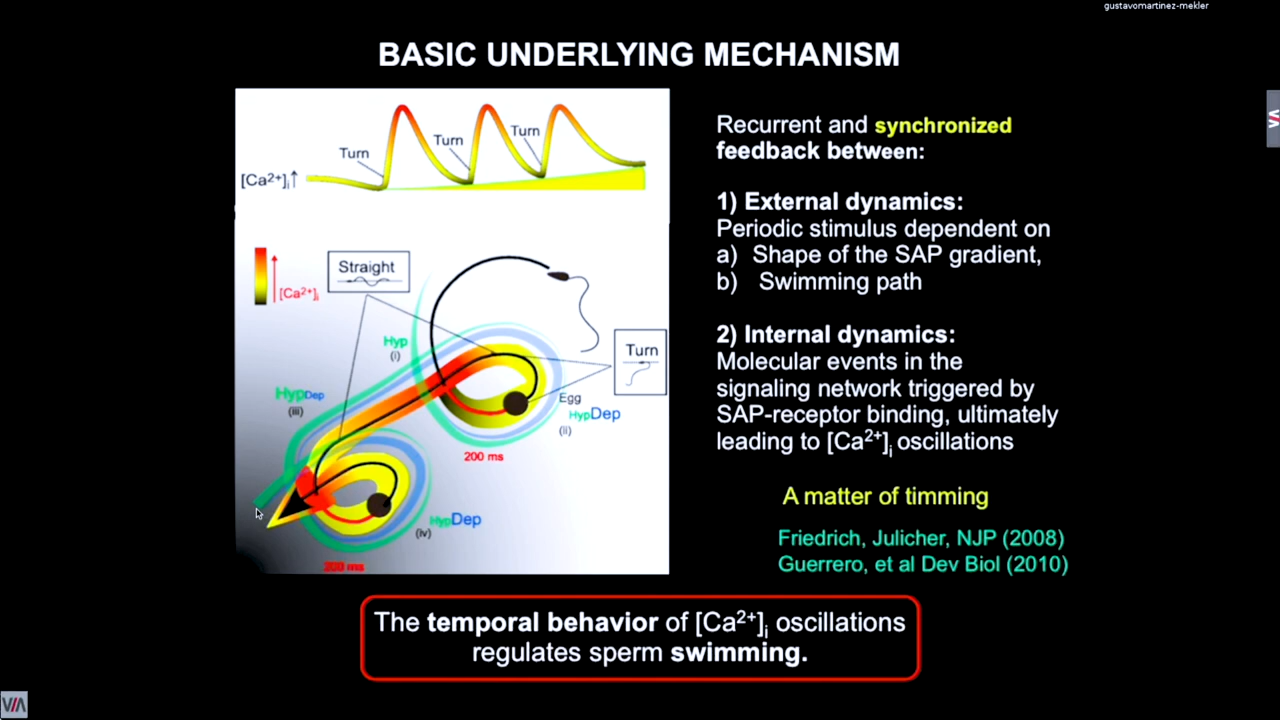 gustavomartinez-mekler
BASIC UNDERLYING MECHANISM
Turn
Turn
Turn
[Ca2+]i↑
Straight
[Ca2+]i
Hyp
(i)
Turn
HypDep
(iii)
Egg
HypDep
(ii)
200 ms
HypDep
(iv)
200 ms
Recurrent and synchronized
feedback between:
1) External dynamics:
Periodic stimulus dependent on
a) Shape of the SAP gradient,
b) Swimming path
2) Internal dynamics:
Molecular events in the
signaling network triggered by
SAP-receptor binding, ultimately
leading to [Ca2+]i oscillations
A matter of timming
Friedrich, Julicher, NJP (2008)
Guerrero, et al Dev Biol (2010)
The temporal behavior of [Ca2+]i oscillations
regulates sperm swimming.
VIA